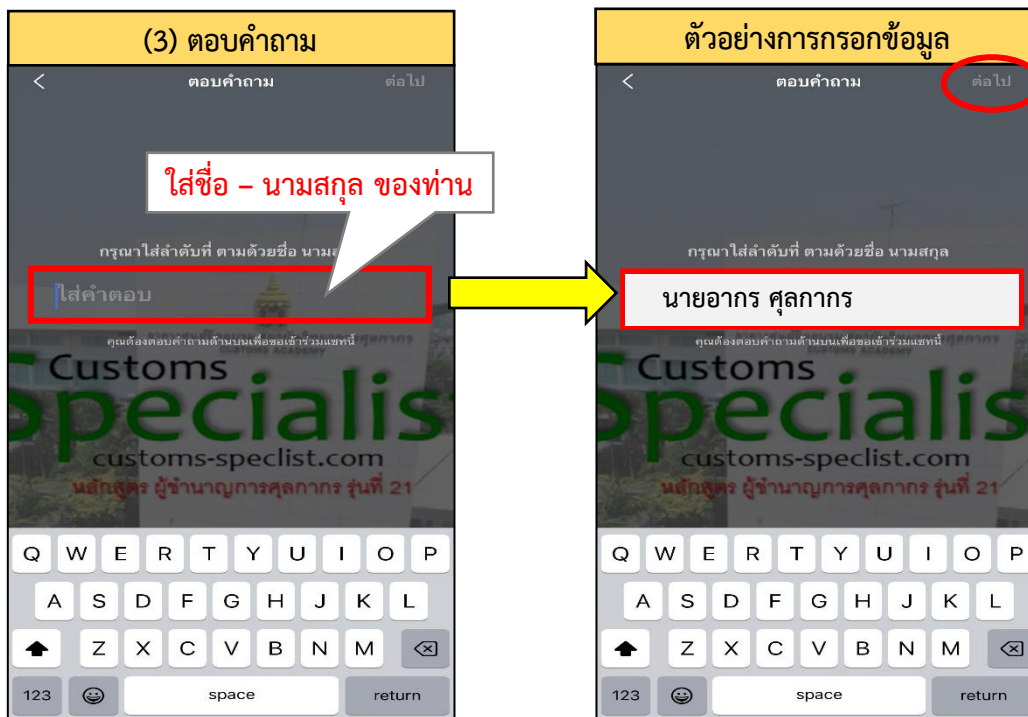 (3) ตอบคำถาม
ตอบคำถาม
ต่อไป
ใส่ชื่อ – นามสกุล ของท่าน
กรุณาใส่ลำดับที่ ตามด้วยชื่อ
ใส่คำตอบ
คุณต้องตอบคำถามด้านบนเพื่อขอเข้าร่วมแชทนี้
CUSTOMS ACADEMY
Customs
Specialis
customs-speclist.com
หลักสูตร ผู้ชำนาญการศุลกากร รุ่นที่ 21
Q W E R T Y U I O P
A S D F G H J K L
Z X C V B N M
123 space return
ตัวอย่างการกรอกข้อมูล
ตอบคำถาม
ต่อไป
กรุณาใส่ลำดับที่ ตามด้วยชื่อ นามสกุล
นายอากร ศุลกากร
คุณต้องตอบคำถามด้านบนเพื่อขอเข้าร่วมแชทนี้
CUSTOMS ACADEMY
Customs
Specialis
customs-speclist.com
หลักสูตร ผู้ชำนาญการศุลกากร รุ่นที่ 21
Q W E R T Y U I O P
A S D F G H J K L
Z X C V B N M
123 space return